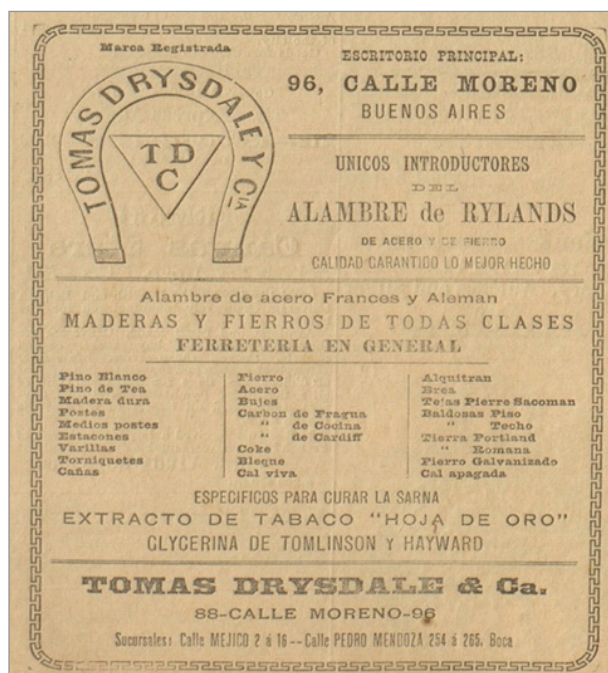 Marca Registrada
TOMAS DRYSDALE Y Cia
T D
C
ESCRITORIO PRINCIPAL:
96, CALLE MORENO
BUENOS AIRES
UNICOS INTRODUCTORES
DEL
ALAMBRE de RYLANDS
DE ACERO Y DE FIERRO
CALIDAD GARANTIDO LO MEJOR HECHO
Alambre de acero Frances y Aleman
MADERAS Y FIERROS DE TODAS CLASES
FERRETERIA EN GENERAL
Pino Blanco
Pino de Tea
Madera dura
Postes
Medios postes
Estacones
Varillas
Torniquetes
Cañas
Fierro
Acero
Bujes
Carbon de Fragua
" de Cocina
" de Cardiff
Coke
Bleque
Cal viva
Alquitran
Brea
Tejas Pierre Sacoman
Baldosas Piso
" Techo
Tierra Portland
" Romana
Fierro Galvanizado
Cal apagada
ESPECIFICOS PARA CURAR LA SARNA
EXTRACTO DE TABACO "HOJA DE ORO"
GLYCERINA DE TOMLINSON Y HAYWARD
TOMAS DRYSDALE & Ca.
88-CALLE MORENO-96
Sucursales: Calle MEJICO 2 á 16 -- Calle PEDRO MENDOZA 254 á 265, Boca